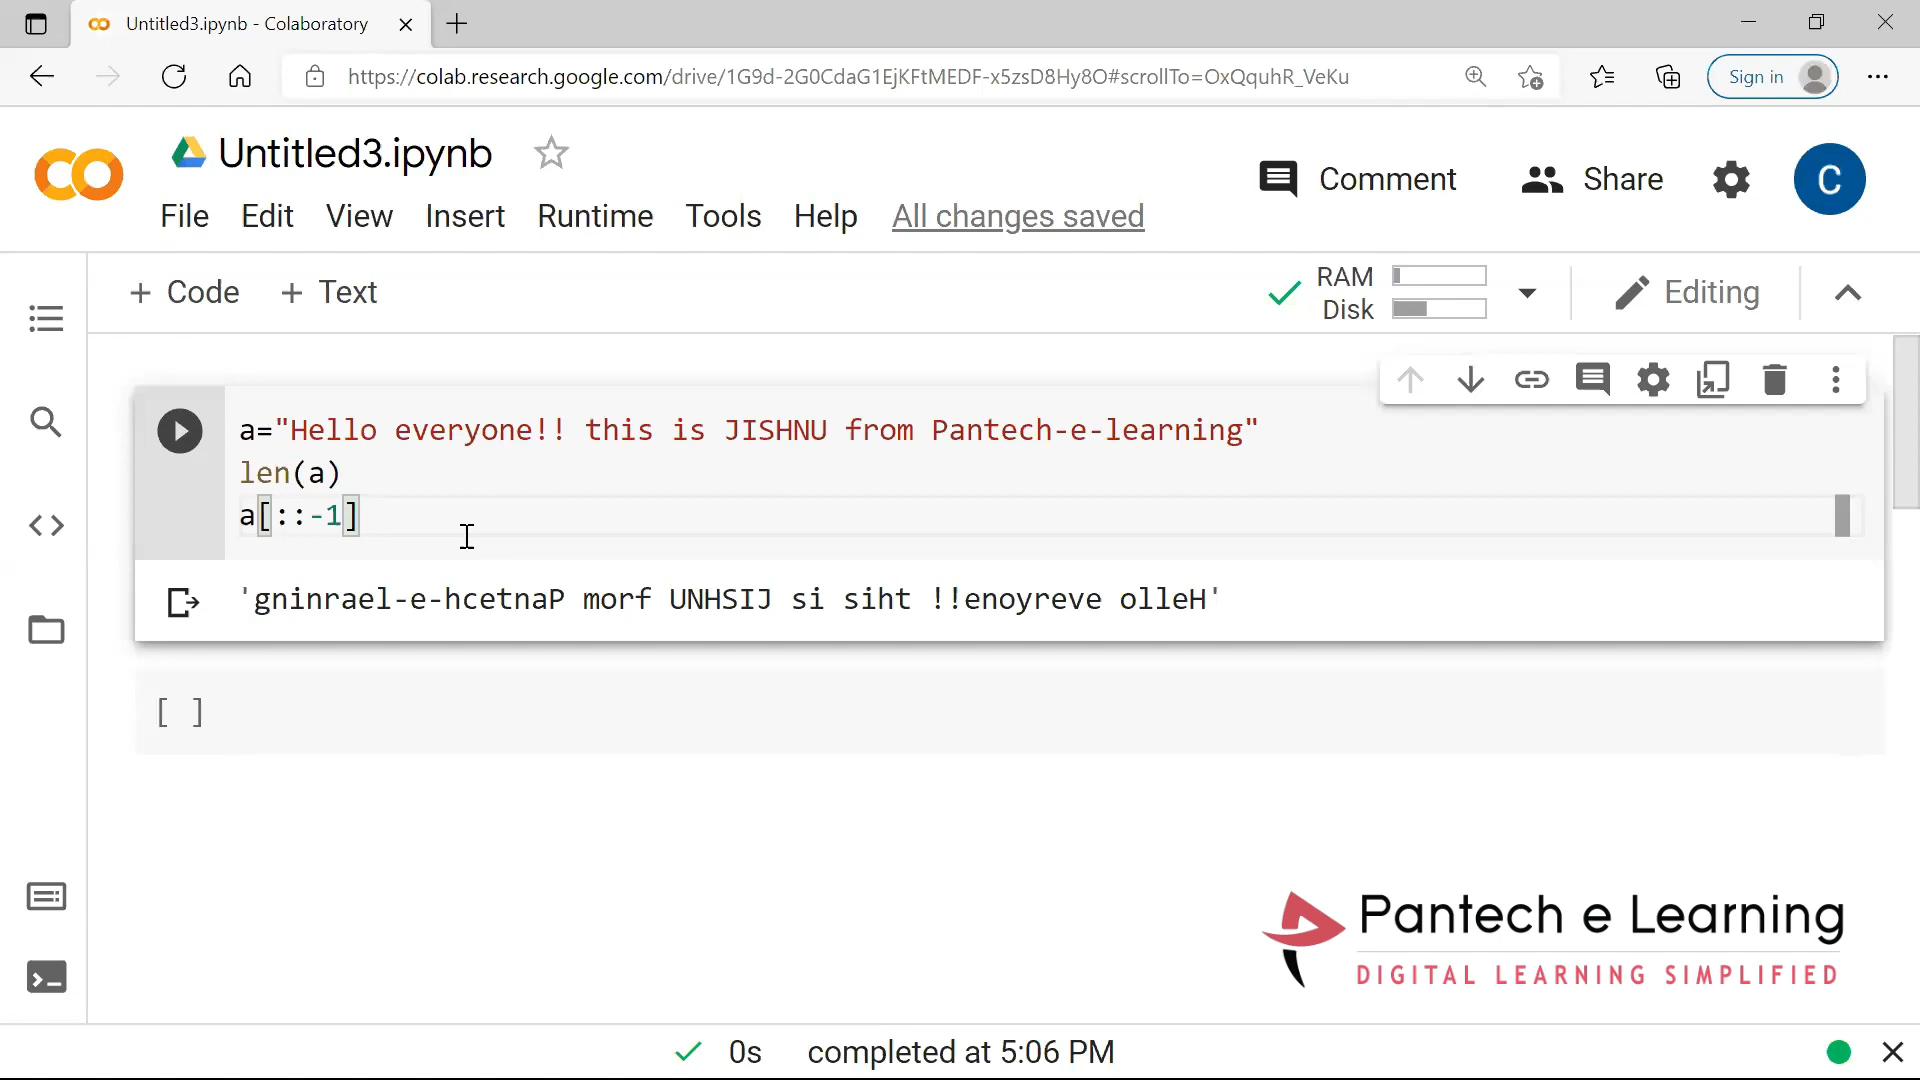 Untitled3.ipynb - Colaboratory
https://colab.research.google.com/drive/1G9d-2G0CdaG1EjKFtMEDF-x5zsD8Hy8O#scrollTo=OxQquhR_VeKu
Sign in
Untitled3.ipynb
Comment
Share
C
File Edit View Insert Runtime Tools Help All changes saved
+ Code + Text
RAM
Disk
Editing
a="Hello everyone!! this is JISHNU from Pantech-e-learning"
len(a)
a[::-1]
'gninrael-e-hcetnaP morf UNHSIJ si siht !!enoyreve olleH'
[ ]
Pantech e Learning
DIGITAL LEARNING SIMPLIFIED
0s completed at 5:06 PM